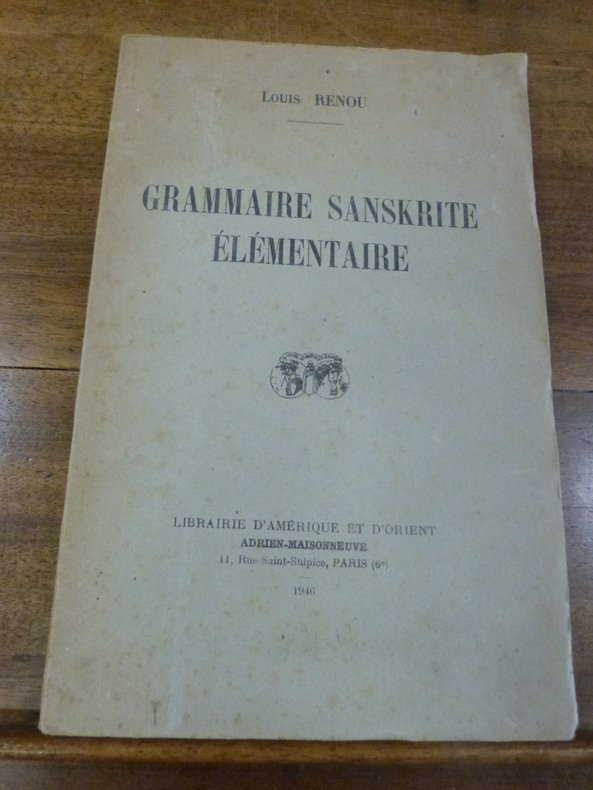 Louis RENOU
GRAMMAIRE SANSKRITE
ÉLÉMENTAIRE
LIBRAIRIE D'AMÉRIQUE ET D'ORIENT
ADRIEN-MAISONNEUVE
11, Rue Saint-Sulpice, PARIS (6e)
1946